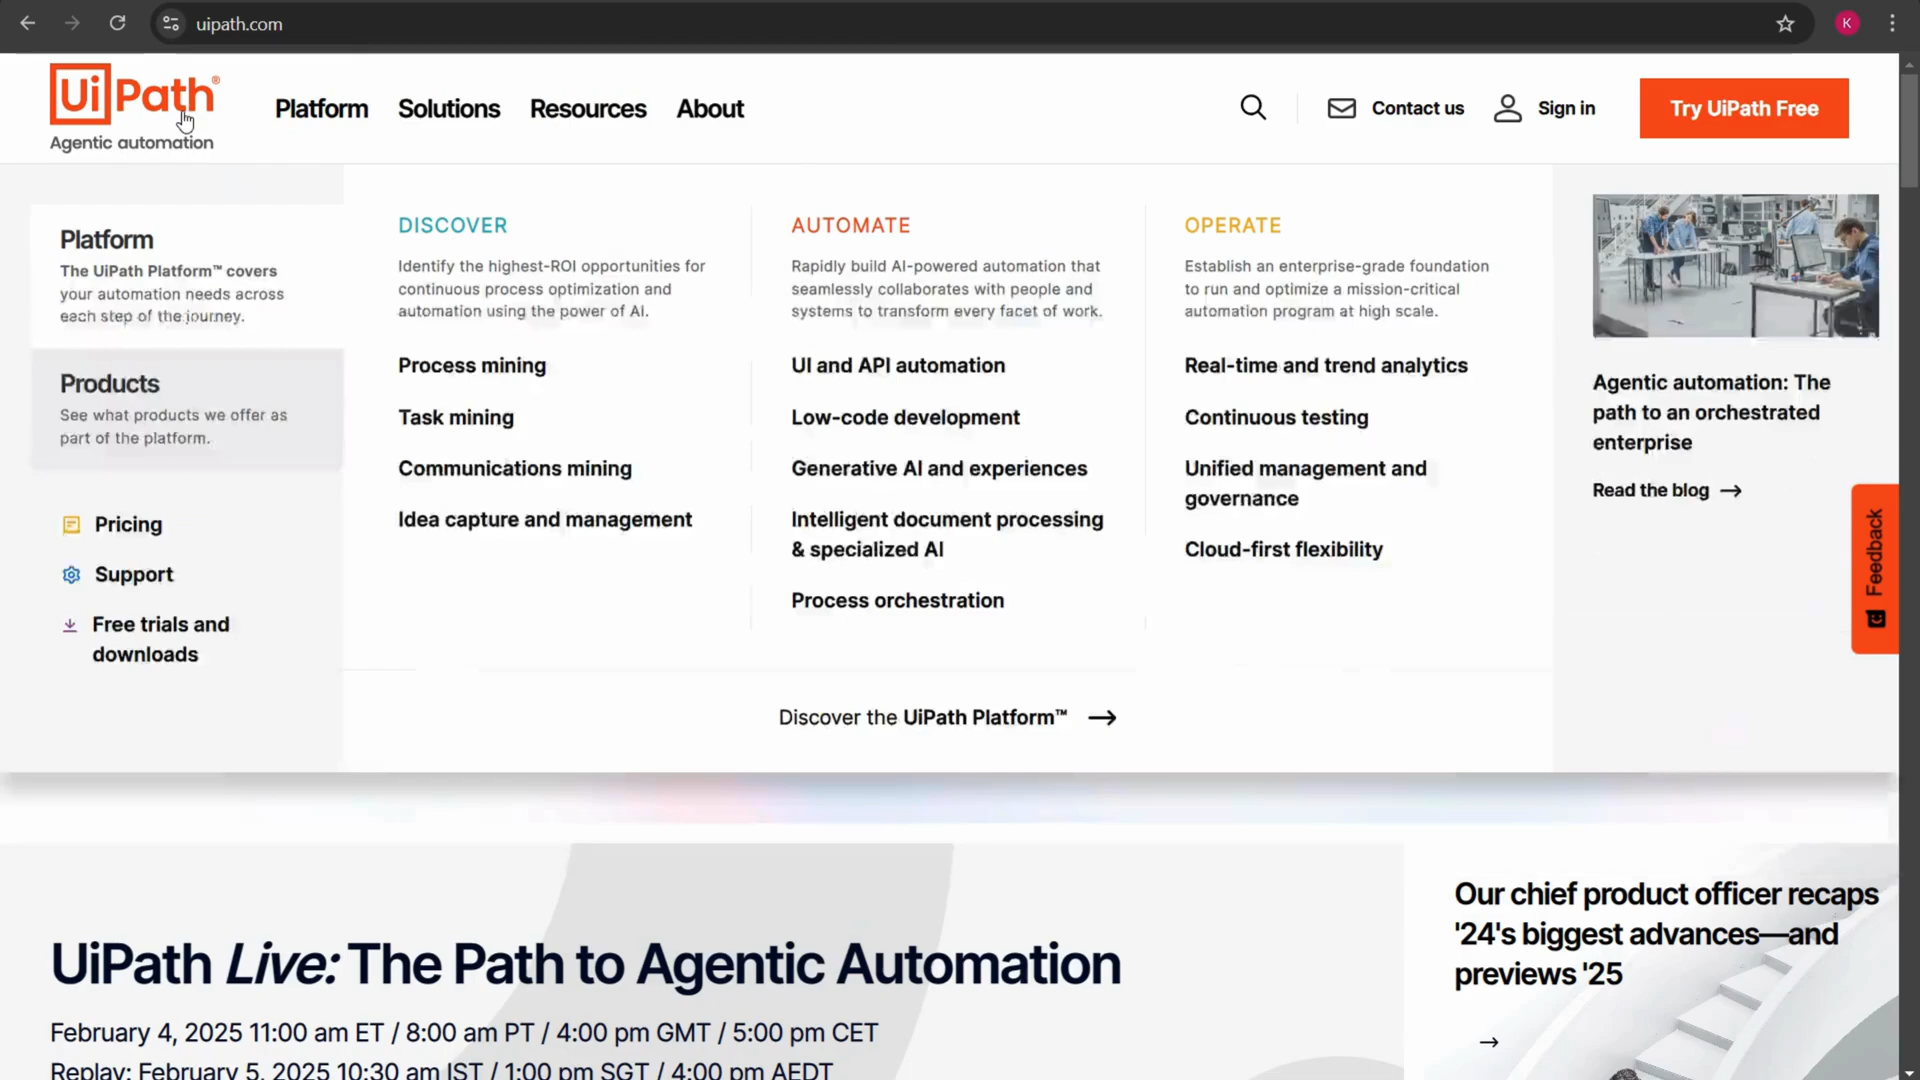 uipath.com
K
UiPath®
Agentic automation
Platform
Solutions
Resources
About
Contact us
Sign in
Try UiPath Free
Platform
The UiPath Platform™ covers
your automation needs across
each step of the journey.
Products
See what products we offer as
part of the platform.
Pricing
Support
Free trials and
downloads
DISCOVER
Identify the highest-ROI opportunities for
continuous process optimization and
automation using the power of AI.
Process mining
Task mining
Communications mining
Idea capture and management
AUTOMATE
Rapidly build AI-powered automation that
seamlessly collaborates with people and
systems to transform every facet of work.
UI and API automation
Low-code development
Generative AI and experiences
Intelligent document processing
& specialized AI
Process orchestration
OPERATE
Establish an enterprise-grade foundation
to run and optimize a mission-critical
automation program at high scale.
Real-time and trend analytics
Continuous testing
Unified management and
governance
Cloud-first flexibility
Agentic automation: The
path to an orchestrated
enterprise
Read the blog →
Feedback
Discover the UiPath Platform™ →
UiPath Live: The Path to Agentic Automation
February 4, 2025 11:00 am ET / 8:00 am PT / 4:00 pm GMT / 5:00 pm CET
Replay: February 5, 2025 10:30 am IST / 1:00 pm SGT / 4:00 pm AEDT
Our chief product officer recaps
'24's biggest advances—and
previews '25
→